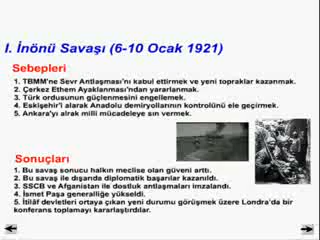 I. İnönü Savaşı (6-10 Ocak 1921)
Sebepleri
1. TBMM'ne Sevr Antlaşması'nı kabul ettirmek ve yeni topraklar kazanmak.
2. Çerkez Ethem Ayaklanması'ndan yararlanmak.
3. Türk ordusunun güçlenmesini engellemek.
4. Eskişehir'i alarak Anadolu demiryollarının kontrolünü ele geçirmek.
5. Ankara'yı alrak milli mücadeleye sın vermek.
Sonuçları
1. Bu savaş sonucu halkın meclise olan güveni arttı.
2. Bu savaş ile dışarıda diplomatik başarılar kazanıldı.
3. SSCB ve Afganistan ile dostluk antlaşmaları imzalandı.
4. İsmet Paşa generalliğe yükseldi.
5. İtilâf devletleri ortaya çıkan yeni durumu görüşmek üzere Londra'da bir
konferans toplamayı kararlaştırdılar.